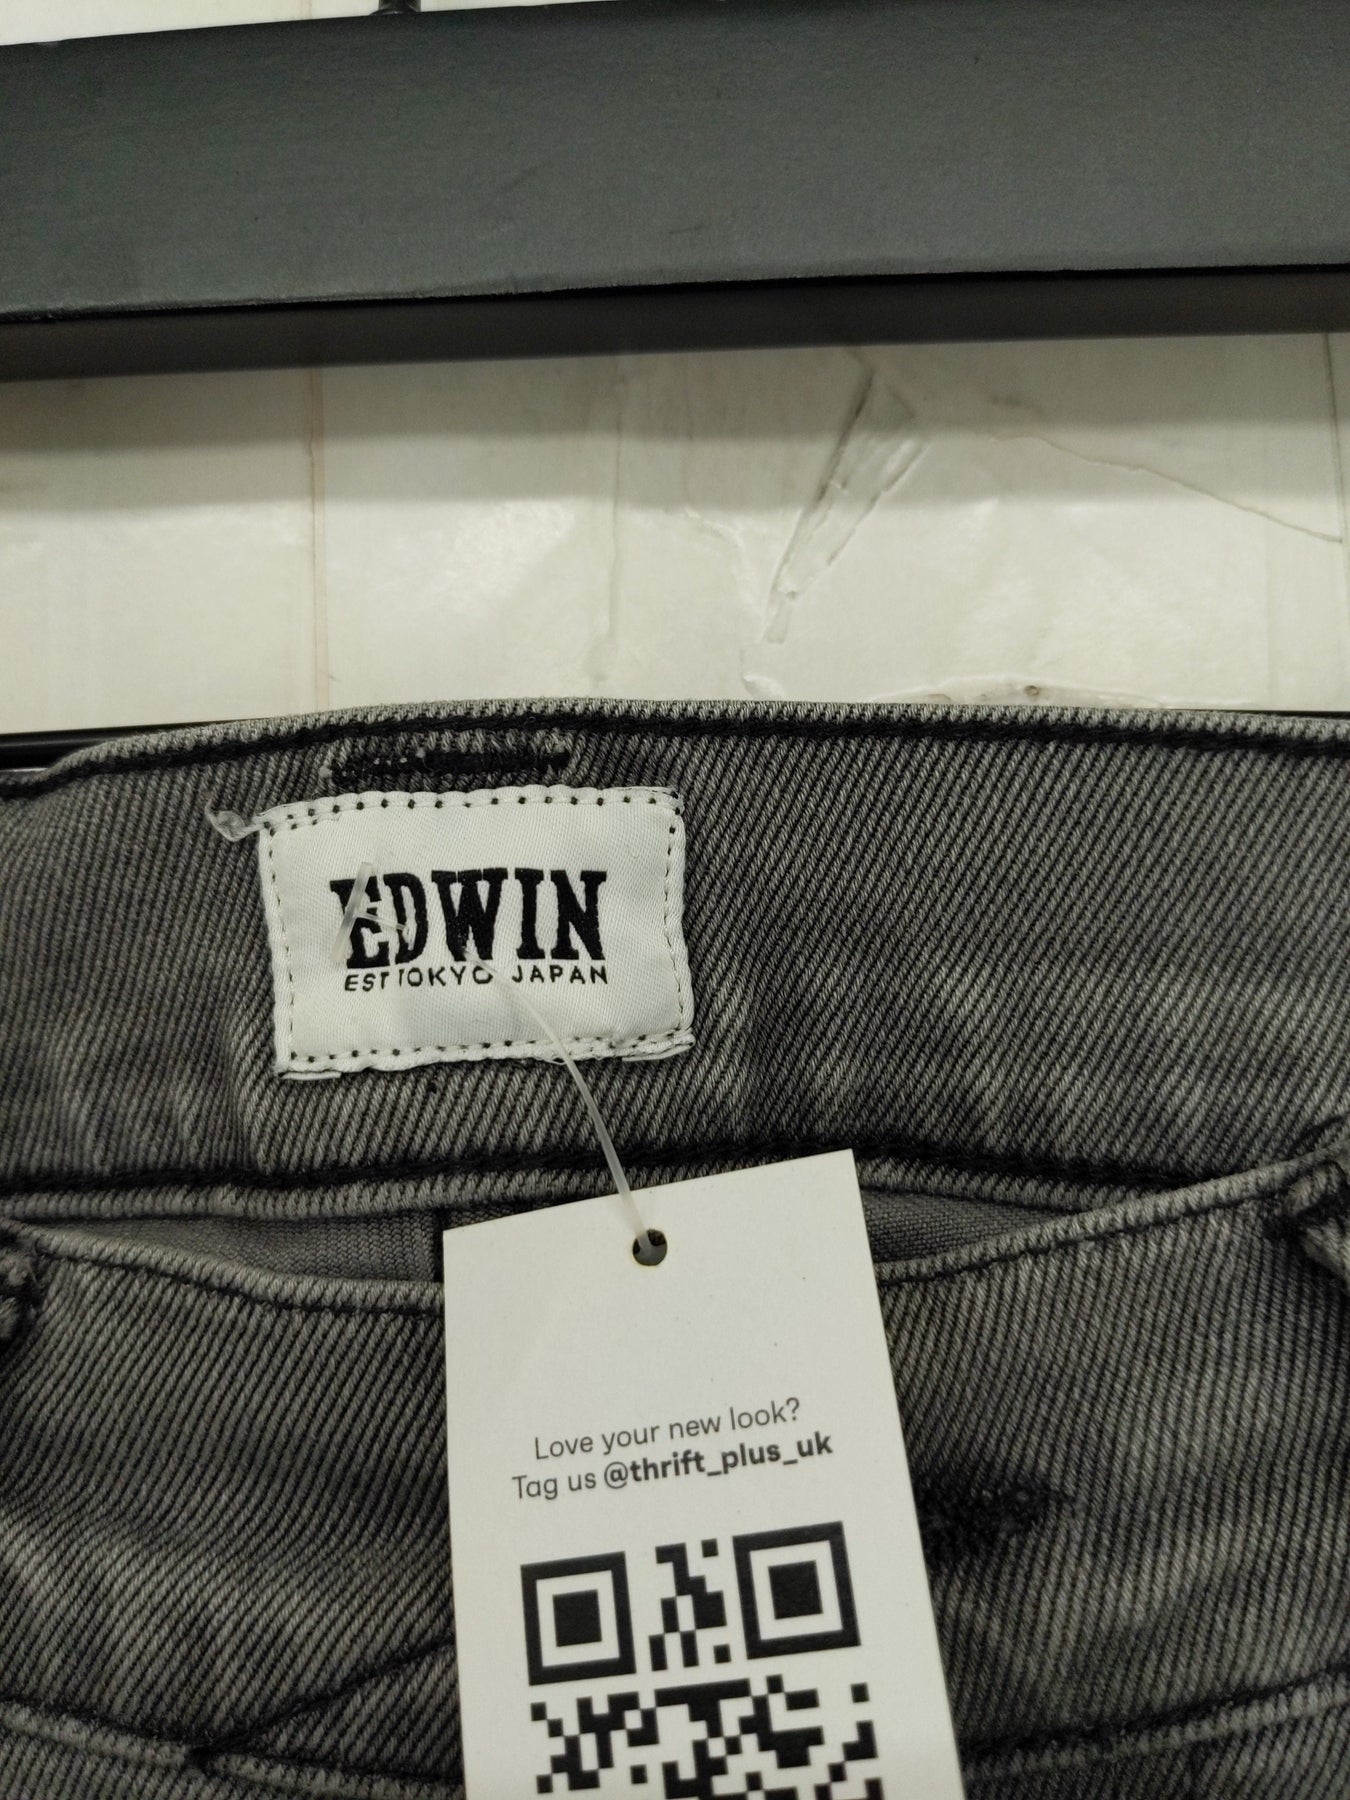 EDWIN
EST TOKYO JAPAN
Love your new look?
Tag us @thrift_plus_uk